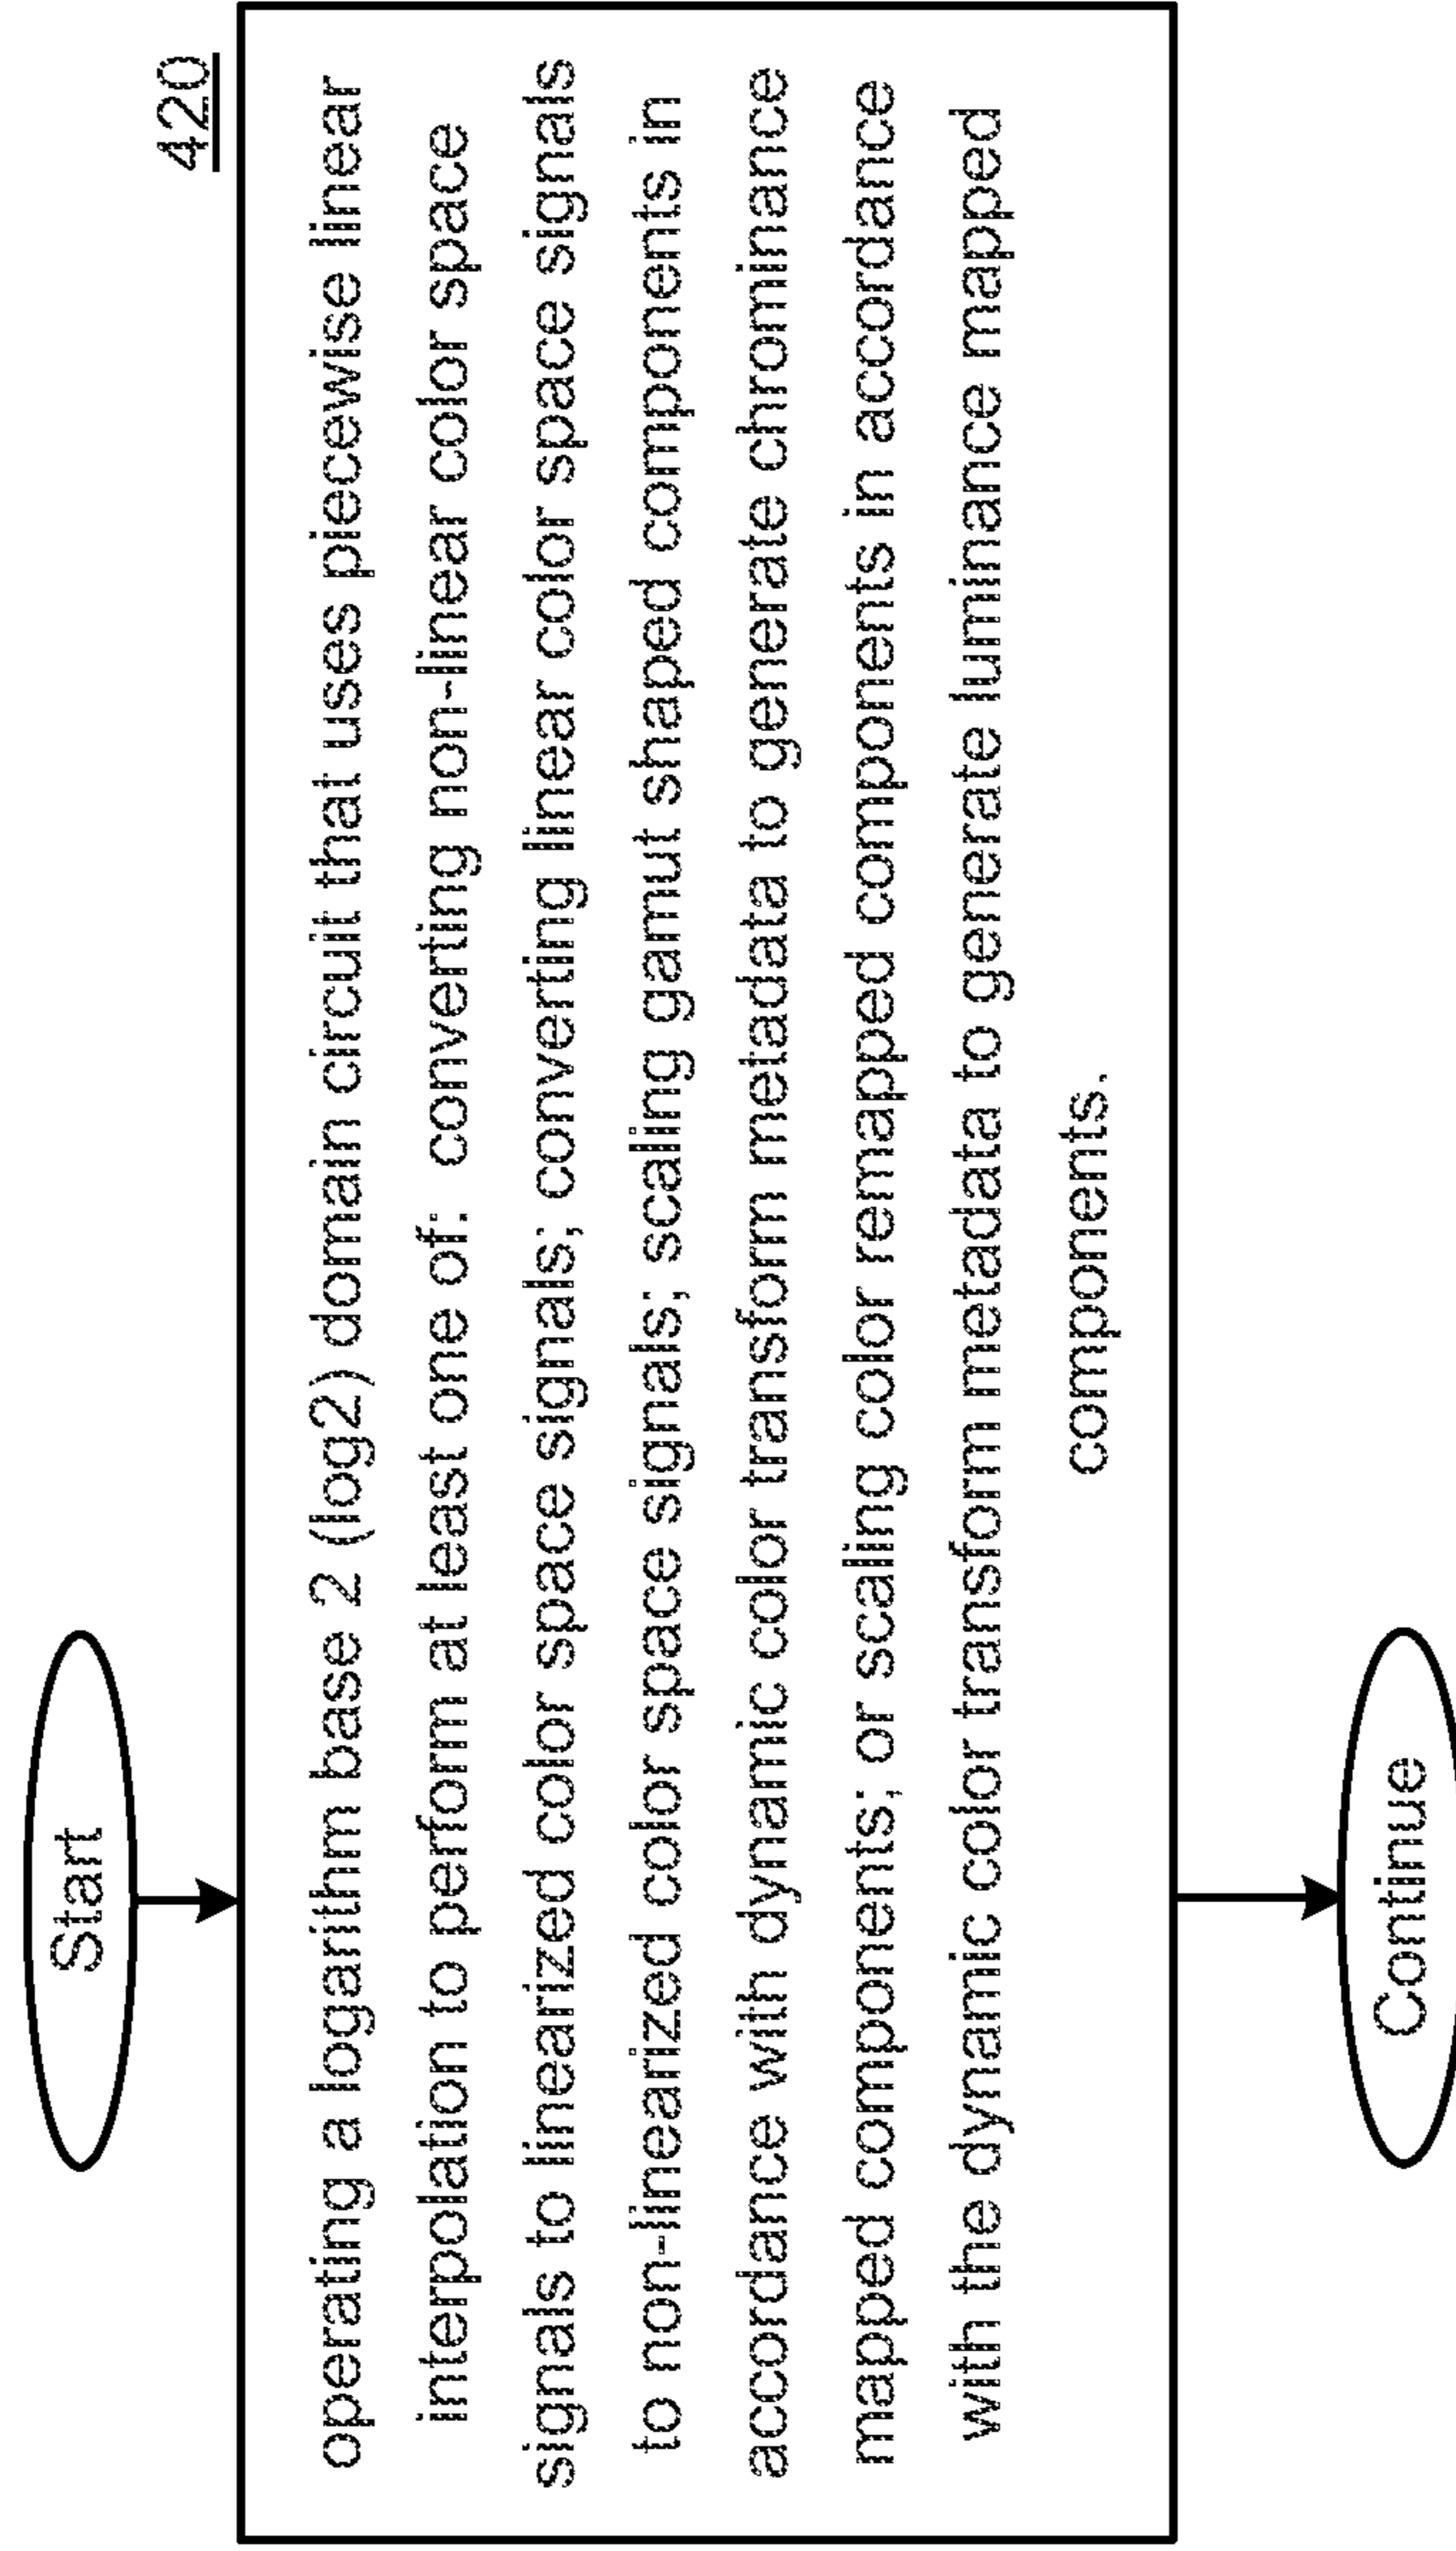 Start
420
operating a logarithm base 2 (log2) domain circuit that uses piecewise linear
interpolation to perform at least one of:  converting non-linear color space
signals to linearized color space signals; converting linear color space signals
to non-linearized color space signals; scaling gamut shaped components in
accordance with dynamic color transform metadata to generate chrominance
mapped components; or scaling color remapped components in accordance
with the dynamic color transform metadata to generate luminance mapped
components.
Continue